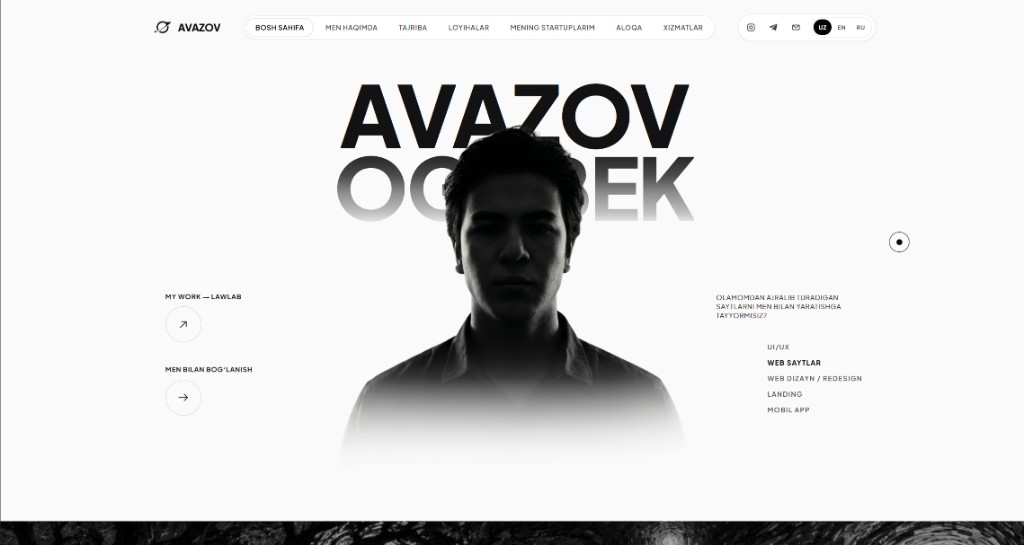 AVAZOV
BOSH SAHIFA
MEN HAQIMDA
TAJRIBA
LOYIHALAR
MENING STARTUPLARIM
ALOQA
XIZMATLAR
UZ
EN
RU
AVAZOV
MY WORK — LAWLAB
MEN BILAN BOG'LANISH
OLAMOMDAN AJRALIB TURADIGAN
SAYTLARNI MEN BILAN YARATISHGA
TAYYORMISIZ?
UI/UX
WEB SAYTLAR
WEB DIZAYN / REDESIGN
LANDING
MOBIL APP